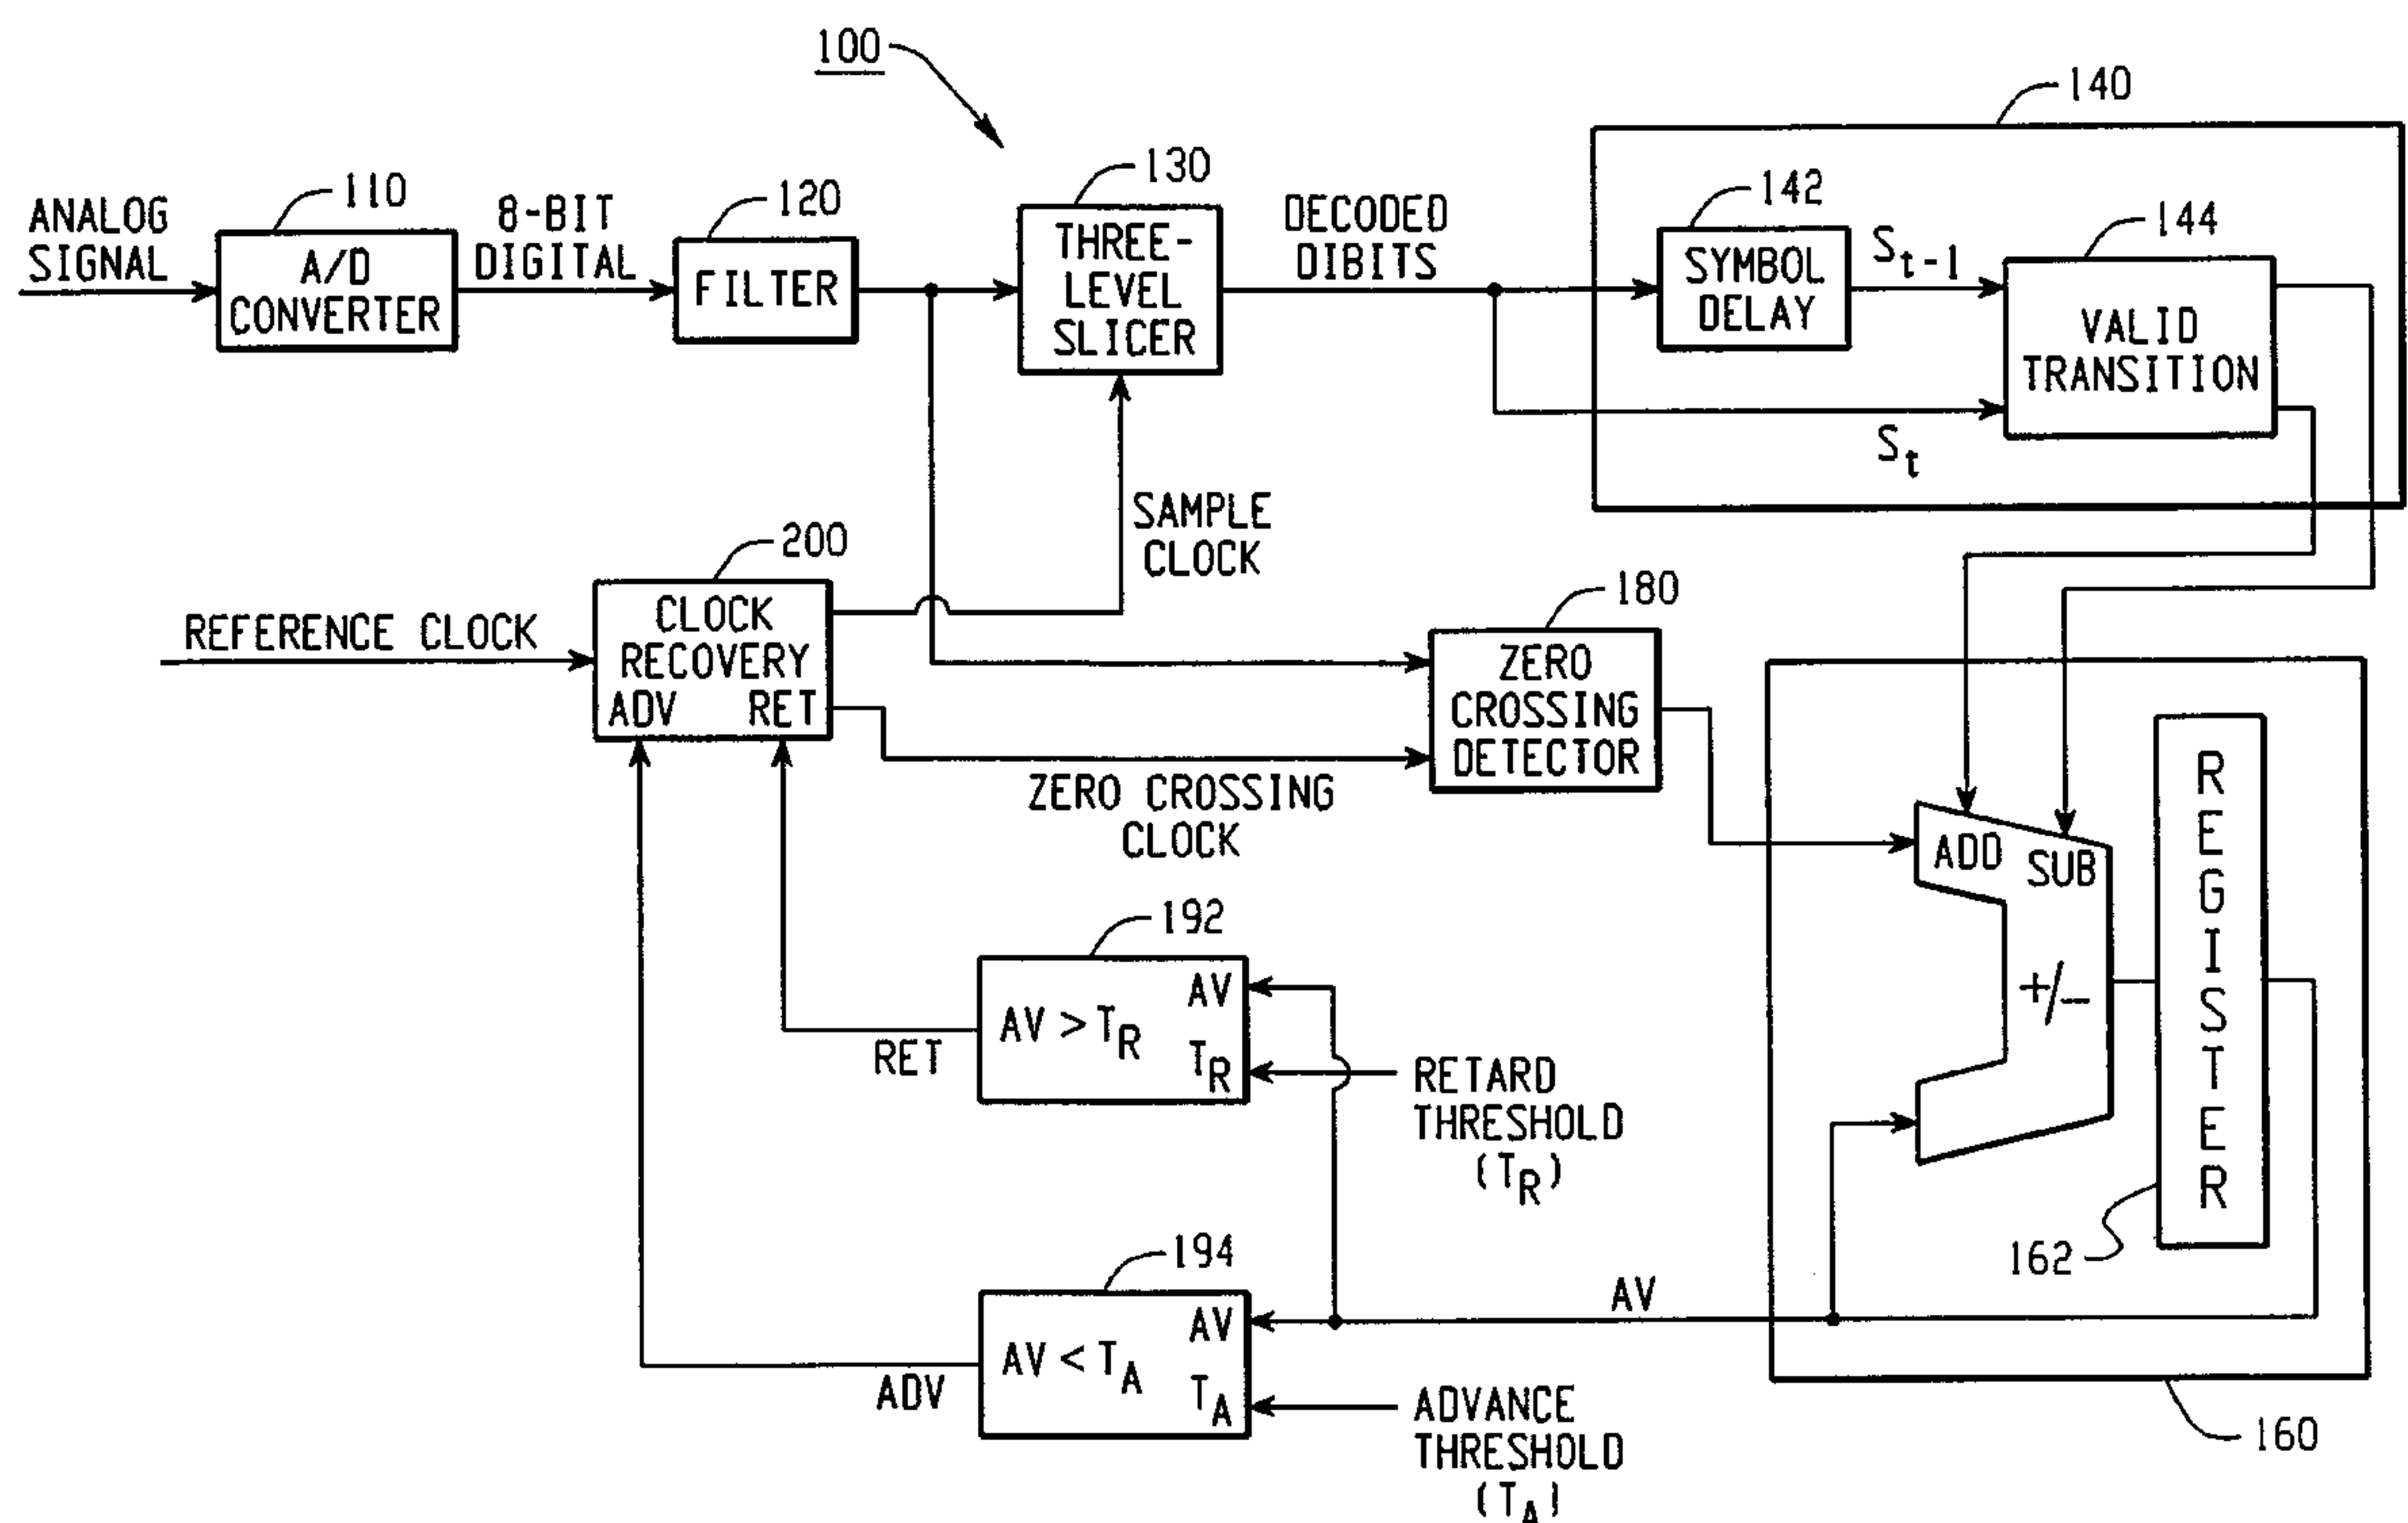 100
140
110
120
130
142
144
ANALOG
SIGNAL
A/D
CONVERTER
8-BIT
DIGITAL
FILTER
THREE-
LEVEL
SLICER
DECODED
DIBITS
SYMBOL
DELAY
St-1
VALID
TRANSITION
St
SAMPLE
CLOCK
200
REFERENCE CLOCK
CLOCK
RECOVERY
ADV RET
180
ZERO
CROSSING
DETECTOR
ZERO CROSSING
CLOCK
ADD SUB
+/-
REGISTER
162
160
192
AV
AV > TR
TR
RET
RETARD
THRESHOLD
(TR)
194
AV
AV < TA
TA
ADV
AV
ADVANCE
THRESHOLD
(TA)